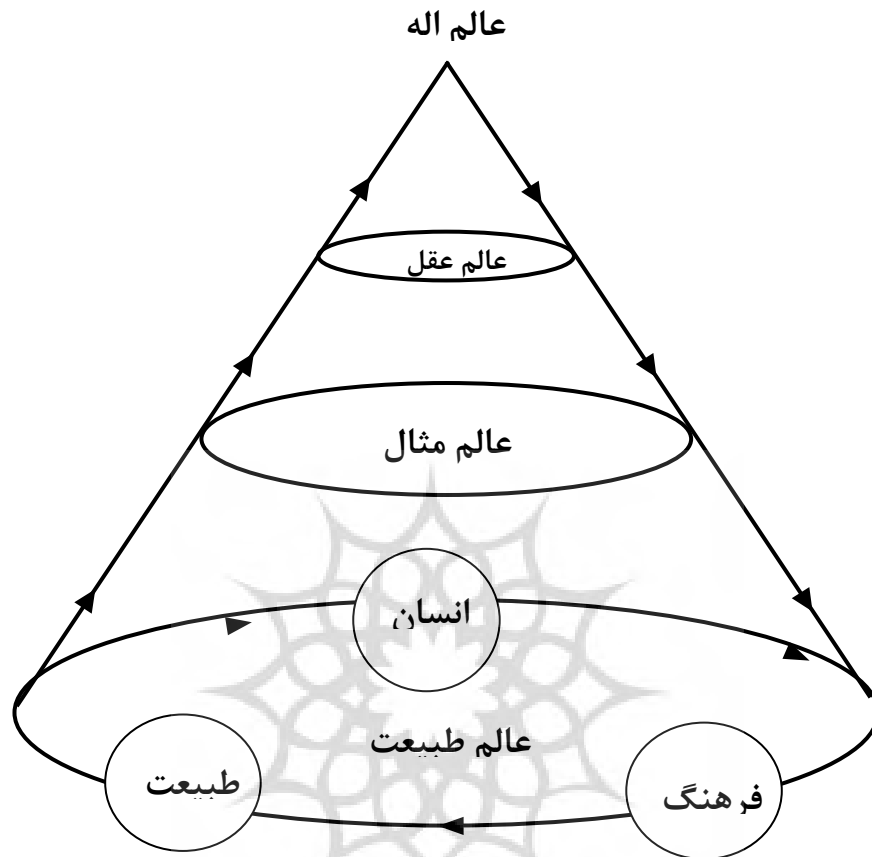 عالم اله
عالم عقل
عالم مثال
انسان
عالم طبیعت
طبیعت
فرهنگ